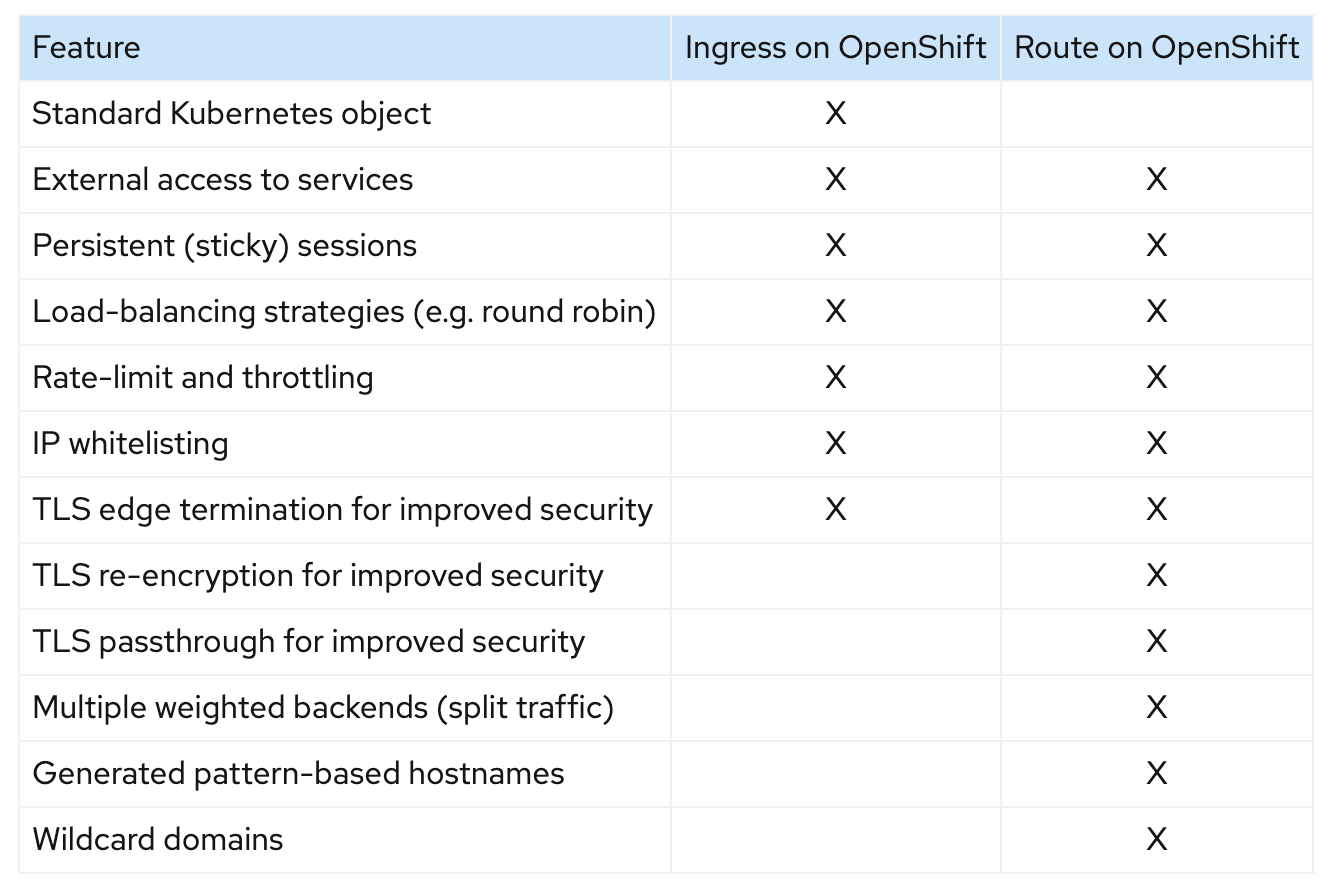 Feature Ingress on OpenShift Route on OpenShift
Standard Kubernetes object X
External access to services X X
Persistent (sticky) sessions X X
Load-balancing strategies (e.g. round robin) X X
Rate-limit and throttling X X
IP whitelisting X X
TLS edge termination for improved security X X
TLS re-encryption for improved security X
TLS passthrough for improved security X
Multiple weighted backends (split traffic) X
Generated pattern-based hostnames X
Wildcard domains X